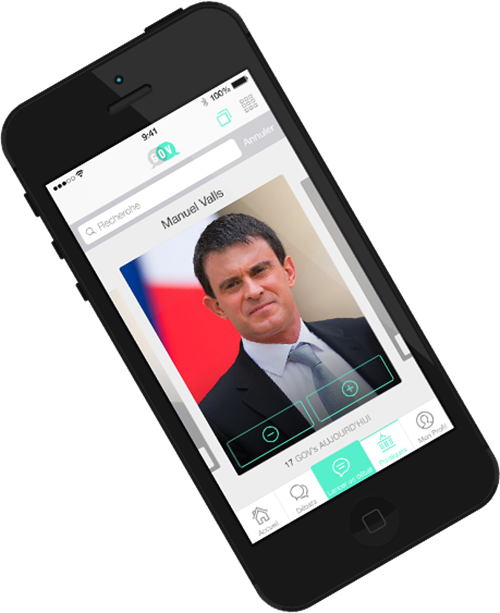 9:41
100%
GOV
Recherche
Annuler
Manuel Valls
17 GOV's AUJOURD'HUI
Accueil
Débats
Lancer un débat
Mon Profil